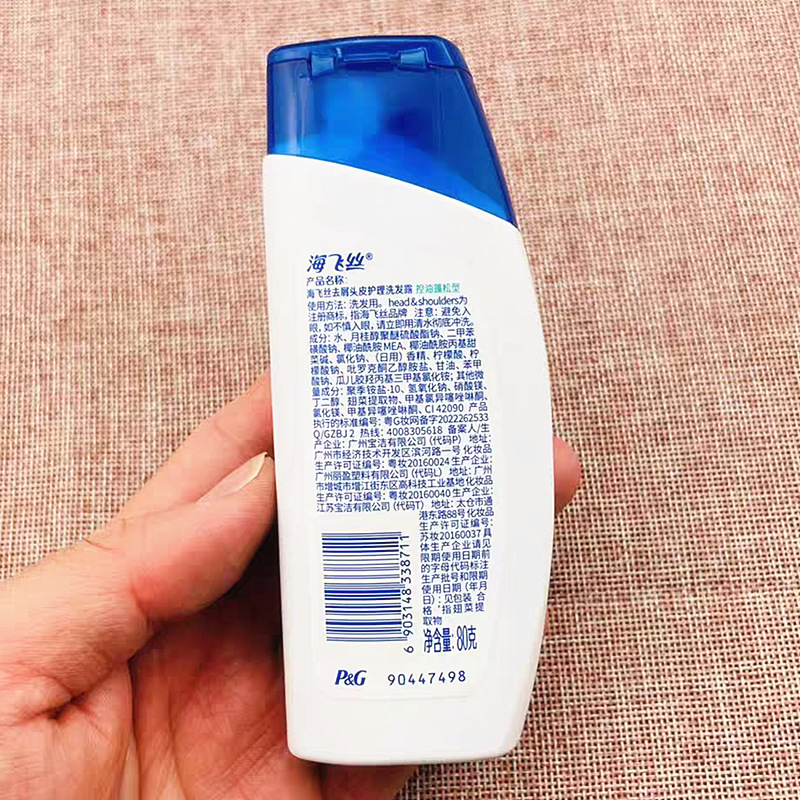 海飞丝®
产品名称:
海飞丝去屑头皮护理洗发露 控油蓬松型
使用方法: 洗发用。head&shoulders为
注册商标, 指海飞丝品牌 注意: 避免入
眼, 如不慎入眼, 请立即用清水彻底冲洗。
成分: 水、月桂醇聚醚硫酸酯钠、二甲苯
磺酸钠、椰油酰胺MEA、椰油酰胺丙基甜
菜碱、氯化钠、(日用)香精、柠檬酸、柠
檬酸钠、吡罗克酮乙醇胺盐、甘油、苯甲
酸钠、瓜儿胶羟丙基三甲基氯化铵; 其他微
量成分: 聚季铵盐-10、氢氧化钠、硝酸镁、
丁二醇、翅菜提取物、甲基氯异噻唑啉酮、
氯化镁、甲基异噻唑啉酮、CI 42090 产品
执行的标准编号: 粤G妆网备字2022262533
Q/GZBJ 2 热线: 4008305618 备案人/生
产企业: 广州宝洁有限公司(代码P) 地址:
广州市经济技术开发区滨河路一号 化妆品
生产许可证编号: 粤妆20160024 生产企业:
广州丽盈塑料有限公司(代码L) 地址: 广州
市增城市增江街东区高科技工业基地化妆品
生产许可证编号: 粤妆20160040 生产企业:
江苏宝洁有限公司(代码T) 地址: 太仓市通
港东路88号 化妆品
生产许可证编号:
苏妆20160037 具
体生产企业请见
限期使用日期前
的字母代码标注
生产批号和限期
使用日期(年月
日): 见包装 合
格 *指翅菜提
取物
6 903148 338711
净含量: 80克
P&G 90447498